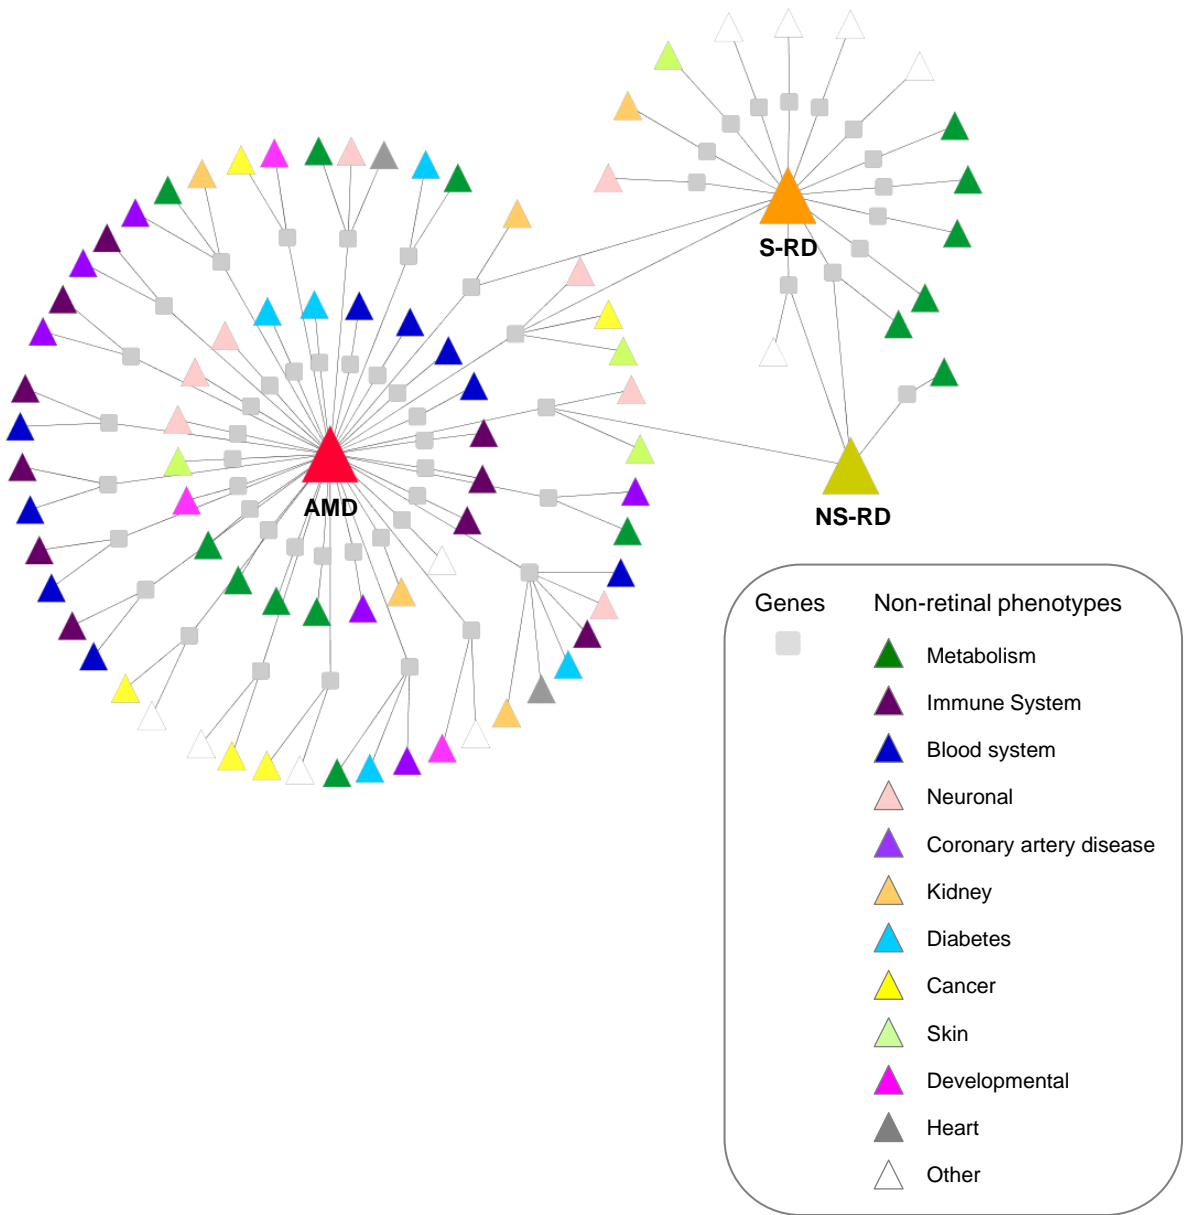 S-RD
AMD
NS-RD
Genes
Non-retinal phenotypes
Metabolism
Immune System
Blood system
Neuronal
Coronary artery disease
Kidney
Diabetes
Cancer
Skin
Developmental
Heart
Other